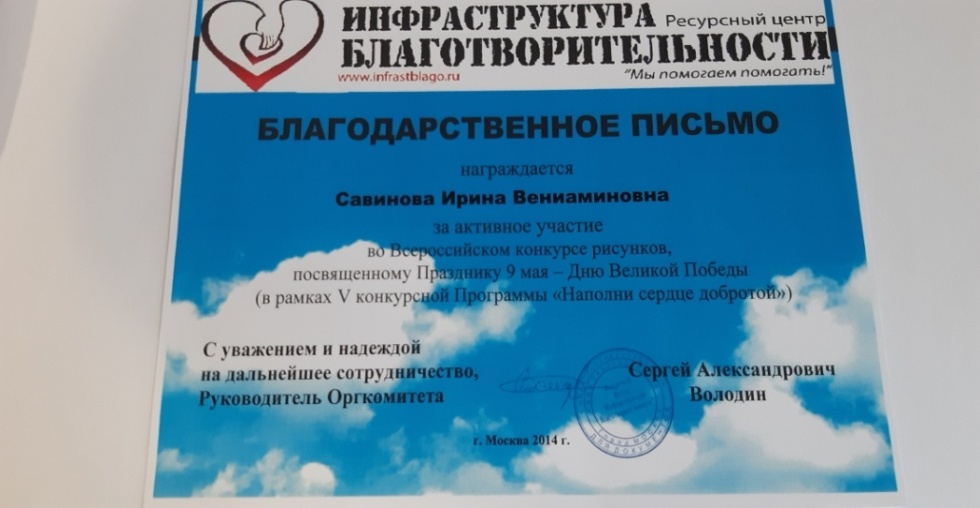 ИНФРАСТРУКТУРА Ресурсный центр
БЛАГОТВОРИТЕЛЬНОСТИ
www.infrastblago.ru "Мы помогаем помогать!"
БЛАГОДАРСТВЕННОЕ ПИСЬМО
награждается
Савинова Ирина Вениаминовна
за активное участие
во Всероссийском конкурсе рисунков,
посвященному Празднику 9 мая – Дню Великой Победы
(в рамках V конкурсной Программы «Наполни сердце добротой»)
С уважением и надеждой
на дальнейшее сотрудничество,
Руководитель Оргкомитета
Сергей Александрович
Володин
г. Москва 2014 г.